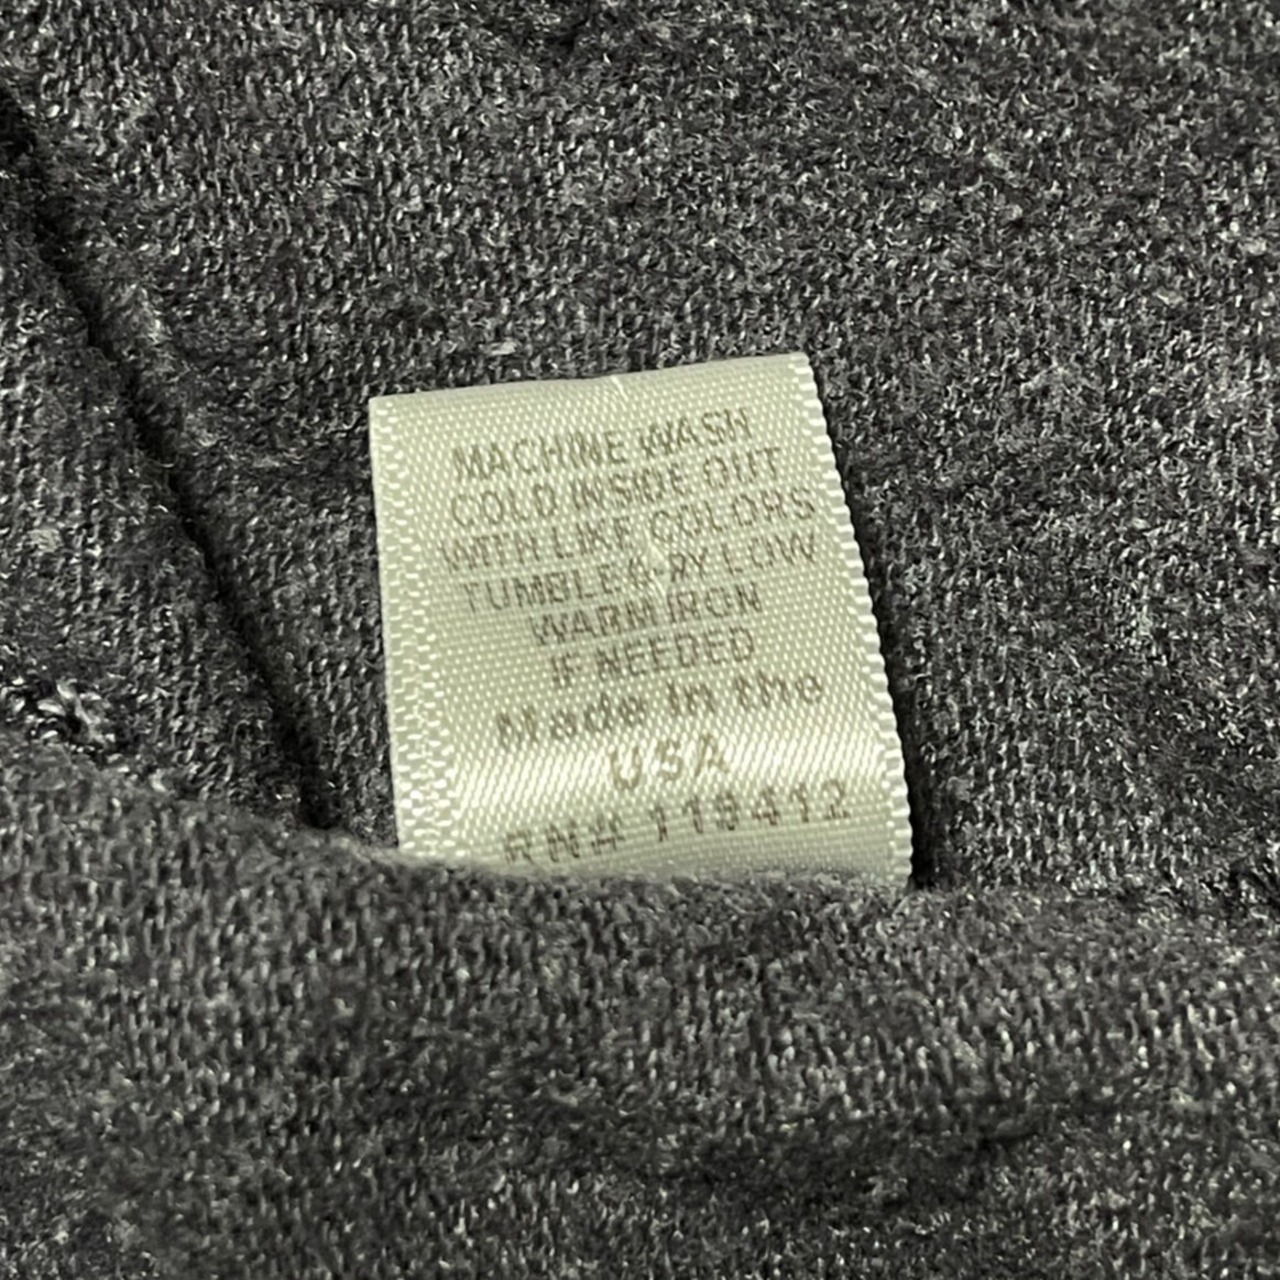 MACHINE WASH
COLD INSIDE OUT
WITH LIKE COLORS
TUMBLE DRY LOW
WARM IRON
IF NEEDED
Made In the
USA
RN# 119412